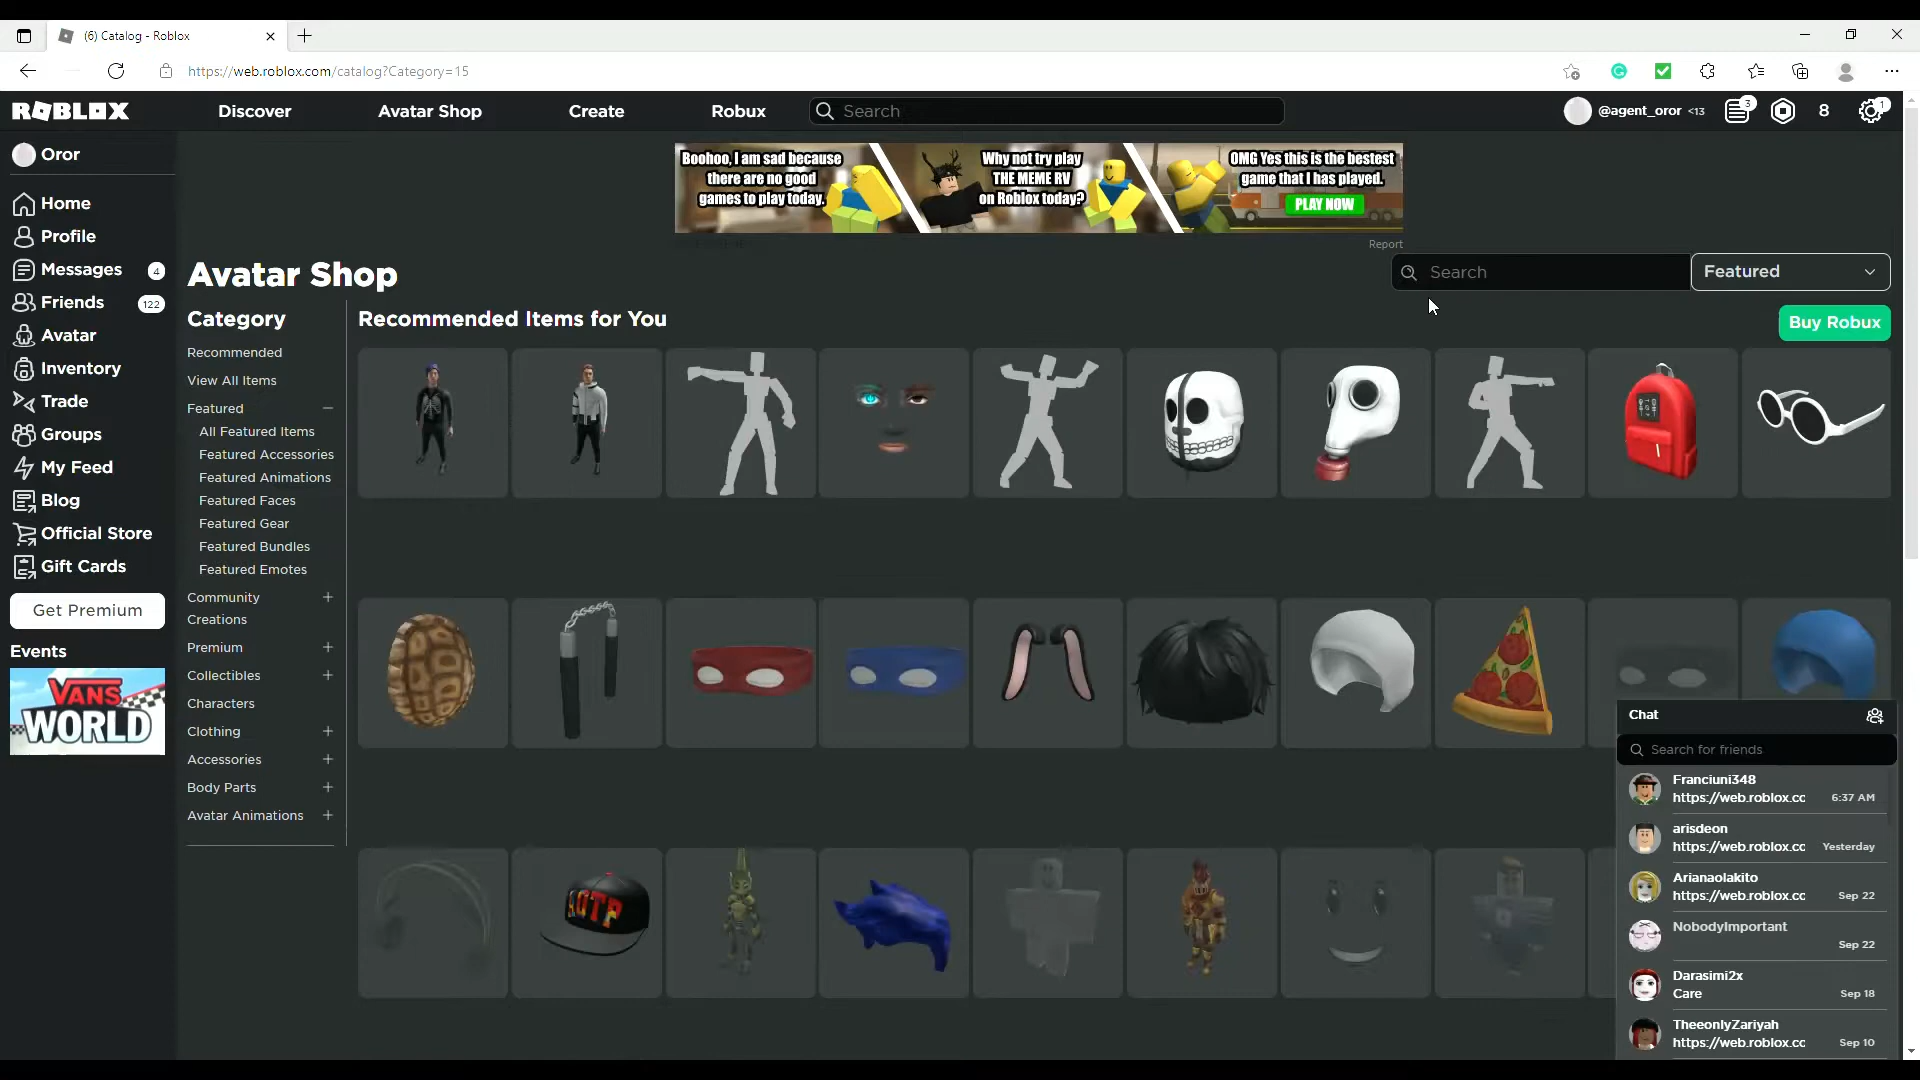 (6) Catalog - Roblox
https://web.roblox.com/catalog?Category=15
ROBLOX
Discover
Avatar Shop
Create
Robux
Search
@agent_oror <13
3
8
1
Oror
Home
Profile
Messages 4
Friends 122
Avatar
Inventory
Trade
Groups
My Feed
Blog
Official Store
Gift Cards
Get Premium
Events
VANS
WORLD
Boohoo, I am sad because
there are no good
games to play today.
Why not try play
THE MEME RV
on Roblox today?
OMG Yes this is the bestest
game that I has played.
PLAY NOW
Report
Avatar Shop
Search
Featured
Category
Recommended
View All Items
Featured
All Featured Items
Featured Accessories
Featured Animations
Featured Faces
Featured Gear
Featured Bundles
Featured Emotes
Community
Creations
Premium
Collectibles
Characters
Clothing
Accessories
Body Parts
Avatar Animations
Recommended Items for You
Buy Robux
AOTP
Chat
Search for friends
Franciuni348
https://web.roblox.cc 6:37 AM
arisdeon
https://web.roblox.cc Yesterday
Arianaolakito
https://web.roblox.cc Sep 22
NobodyImportant
Sep 22
Darasimi2x
Care Sep 18
TheeonlyZariyah
https://web.roblox.cc Sep 10